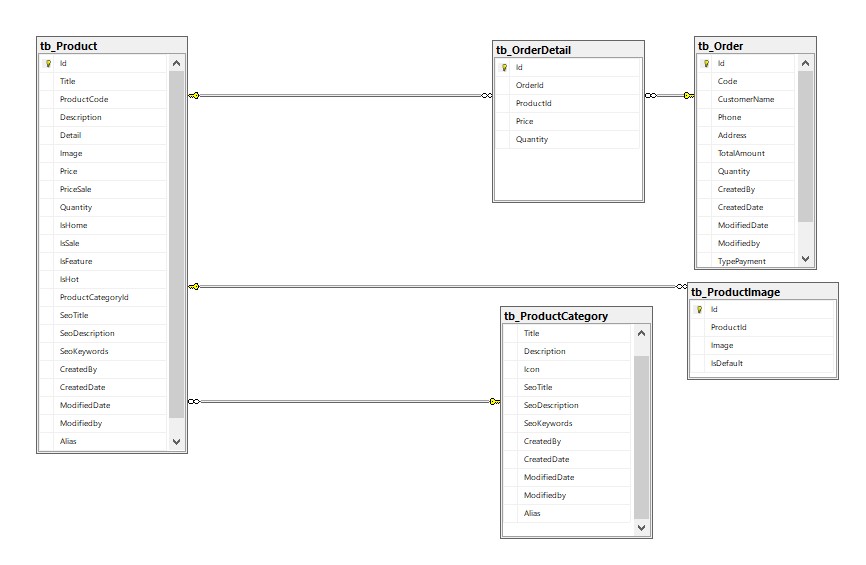 tb_Product
Id
Title
ProductCode
Description
Detail
Image
Price
PriceSale
Quantity
IsHome
IsSale
IsFeature
IsHot
ProductCategoryId
SeoTitle
SeoDescription
SeoKeywords
CreatedBy
CreatedDate
ModifiedDate
Modifiedby
Alias
tb_OrderDetail
Id
OrderId
ProductId
Price
Quantity
tb_Order
Id
Code
CustomerName
Phone
Address
TotalAmount
Quantity
CreatedBy
CreatedDate
ModifiedDate
Modifiedby
TypePayment
tb_ProductImage
Id
ProductId
Image
IsDefault
tb_ProductCategory
Title
Description
Icon
SeoTitle
SeoDescription
SeoKeywords
CreatedBy
CreatedDate
ModifiedDate
Modifiedby
Alias